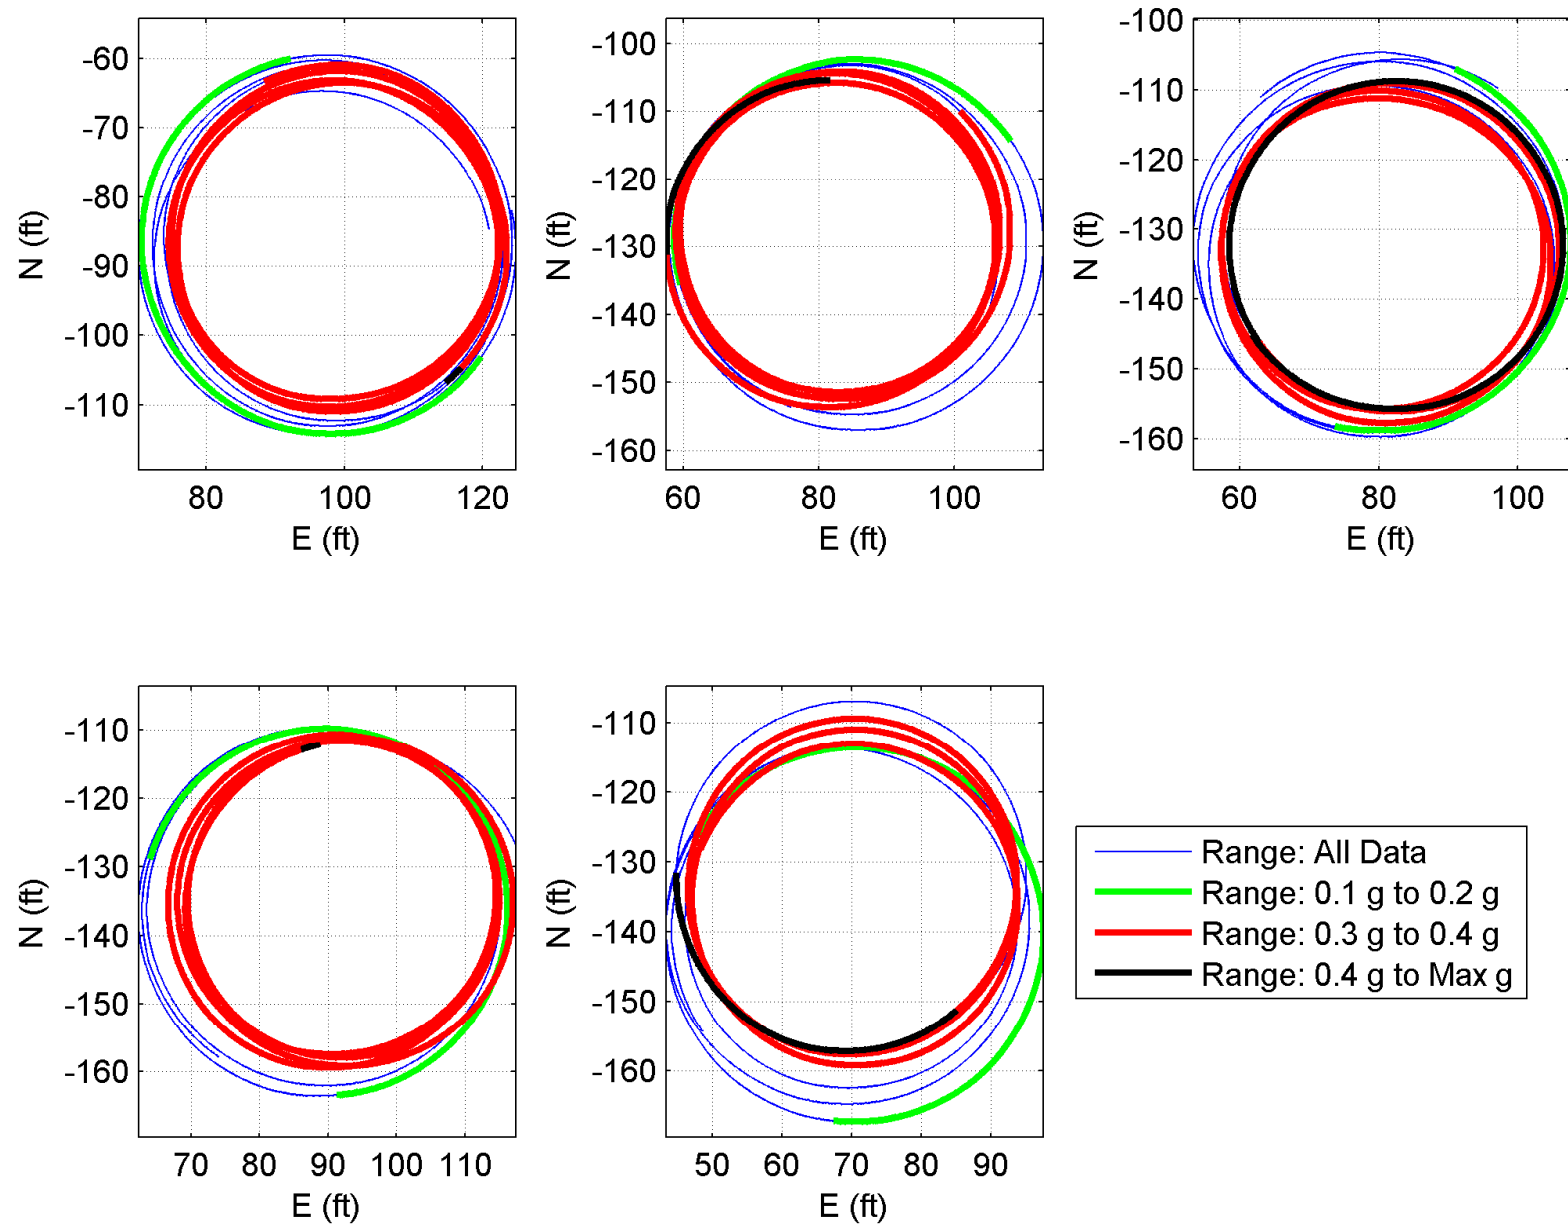 -60
-70
-80
-90
-100
-110
N (ft)
80 100 120
E (ft)
-100
-110
-120
-130
-140
-150
-160
N (ft)
60 80 100
E (ft)
-100
-110
-120
-130
-140
-150
-160
N (ft)
60 80 100
E (ft)
-110
-120
-130
-140
-150
-160
N (ft)
70 80 90 100 110
E (ft)
-110
-120
-130
-140
-150
-160
N (ft)
50 60 70 80 90
E (ft)
Range: All Data
Range: 0.1 g to 0.2 g
Range: 0.3 g to 0.4 g
Range: 0.4 g to Max g